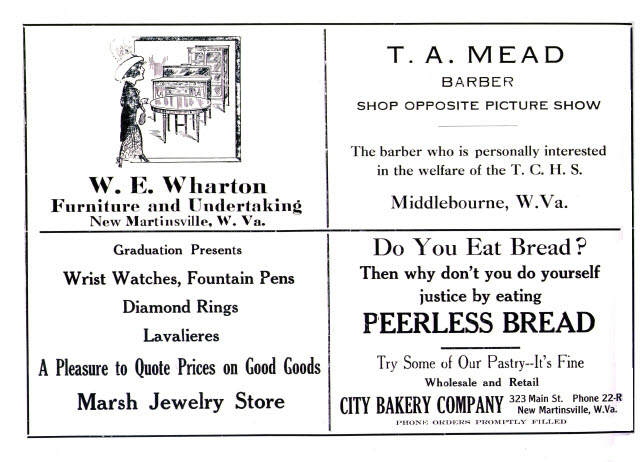 W. E. Wharton
Furniture and Undertaking
New Martinsville, W. Va.
T. A. MEAD
BARBER
SHOP OPPOSITE PICTURE SHOW
The barber who is personally interested
in the welfare of the T. C. H. S.
Middlebourne, W.Va.
Graduation Presents
Wrist Watches, Fountain Pens
Diamond Rings
Lavalieres
A Pleasure to Quote Prices on Good Goods
Marsh Jewelry Store
Do You Eat Bread?
Then why don't you do yourself
justice by eating
PEERLESS BREAD
Try Some of Our Pastry--It's Fine
Wholesale and Retail
CITY BAKERY COMPANY 323 Main St. Phone 22-R
New Martinsville, W.Va.
PHONE ORDERS PROMPTLY FILLED